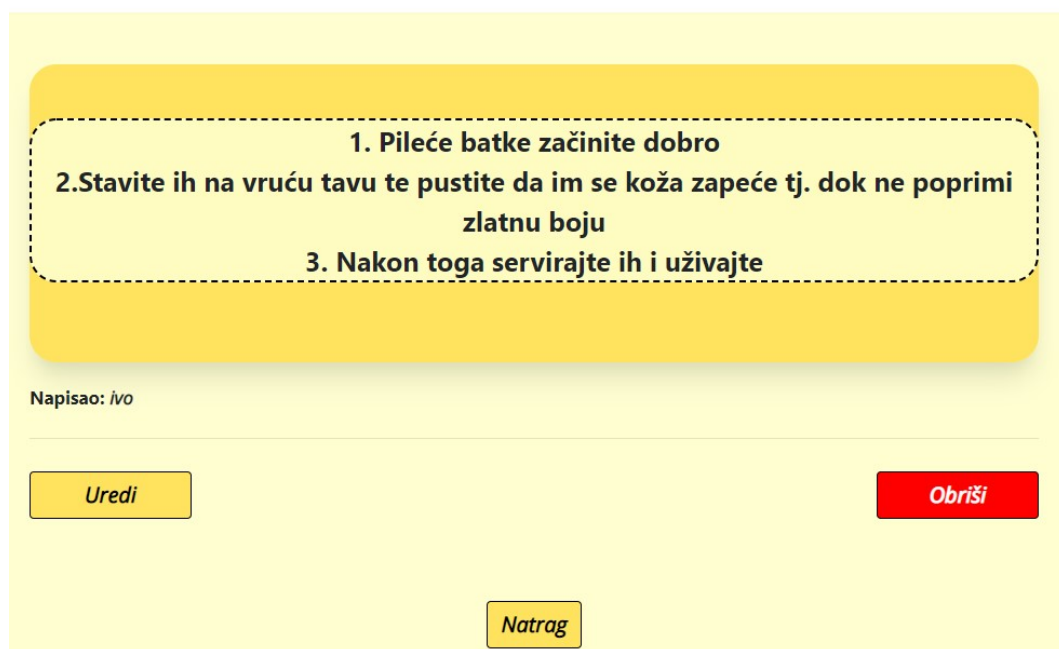 1. Pileće batke začinite dobro
2.Stavite ih na vruću tavu te pustite da im se koža zapeće tj. dok ne poprimi
zlatnu boju
3. Nakon toga servirajte ih i uživajte
Napisao: ivo
Uredi
Obriši
Natrag